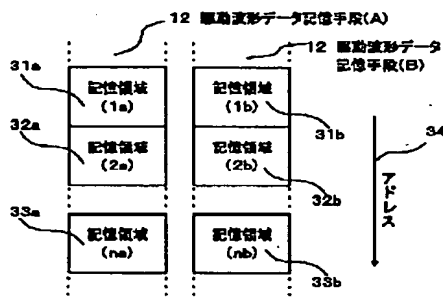 12 駆動波形データ記憶手段(A)
12 駆動波形データ
記憶手段(B)
31a
記憶領域
(1a)
記憶領域
(1b)
31b
34
32a
記憶領域
(2a)
記憶領域
(2b)
32b
アドレス
33a
記憶領域
(na)
記憶領域
(nb)
33b